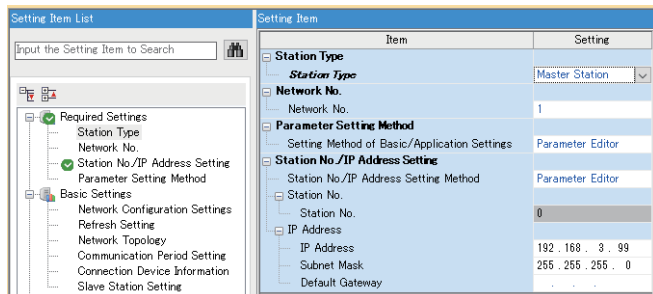 Setting Item List
Input the Setting Item to Search
Required Settings
Station Type
Network No.
Station No./IP Address Setting
Parameter Setting Method
Basic Settings
Network Configuration Settings
Refresh Setting
Network Topology
Communication Period Setting
Connection Device Information
Slave Station Setting
Setting Item
Item Setting
Station Type
Station Type Master Station
Network No.
Network No. 1
Parameter Setting Method
Setting Method of Basic/Application Settings Parameter Editor
Station No./IP Address Setting
Station No./IP Address Setting Method Parameter Editor
Station No.
Station No. 0
IP Address
IP Address 192 . 168 . 3 . 99
Subnet Mask 255 . 255 . 255 . 0
Default Gateway . . .